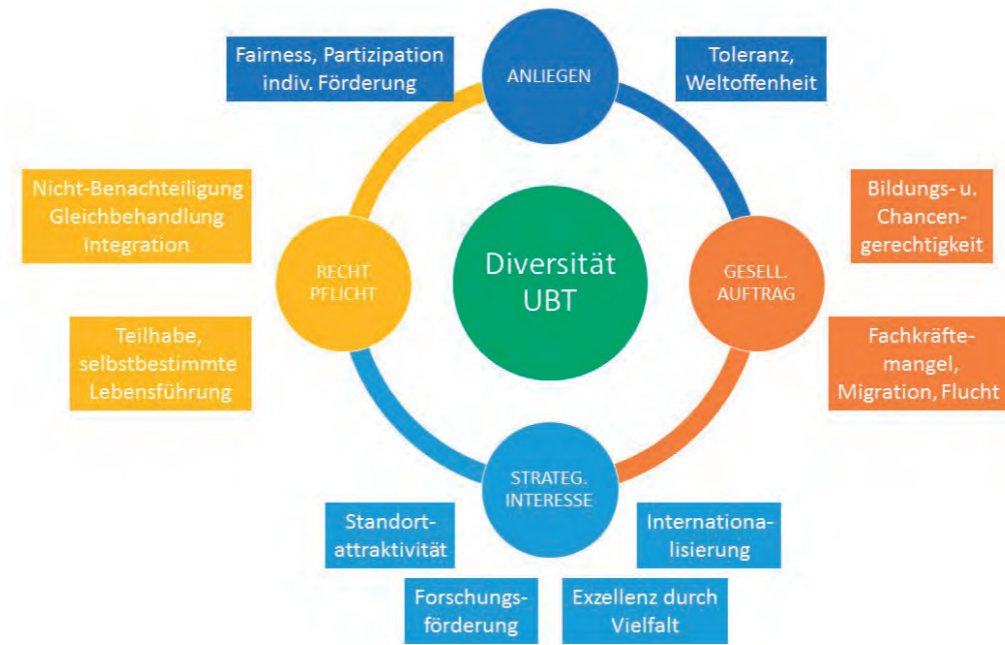 Fairness, Partizipation
indiv. Förderung
ANLIEGEN
Toleranz,
Weltoffenheit
Nicht-Benachteiligung
Gleichbehandlung
Integration
Bildungs- u.
Chancen-
gerechtigkeit
RECHT
PFLICHT
Diversität
UBT
GESELL.
AUFTRAG
Teilhabe,
selbstbestimmte
Lebensführung
Fachkräfte-
mangel,
Migration, Flucht
STRATEG.
INTERESSE
Standort-
attraktivität
Internationa-
lisierung
Forschungs-
förderung
Exzellenz durch
Vielfalt